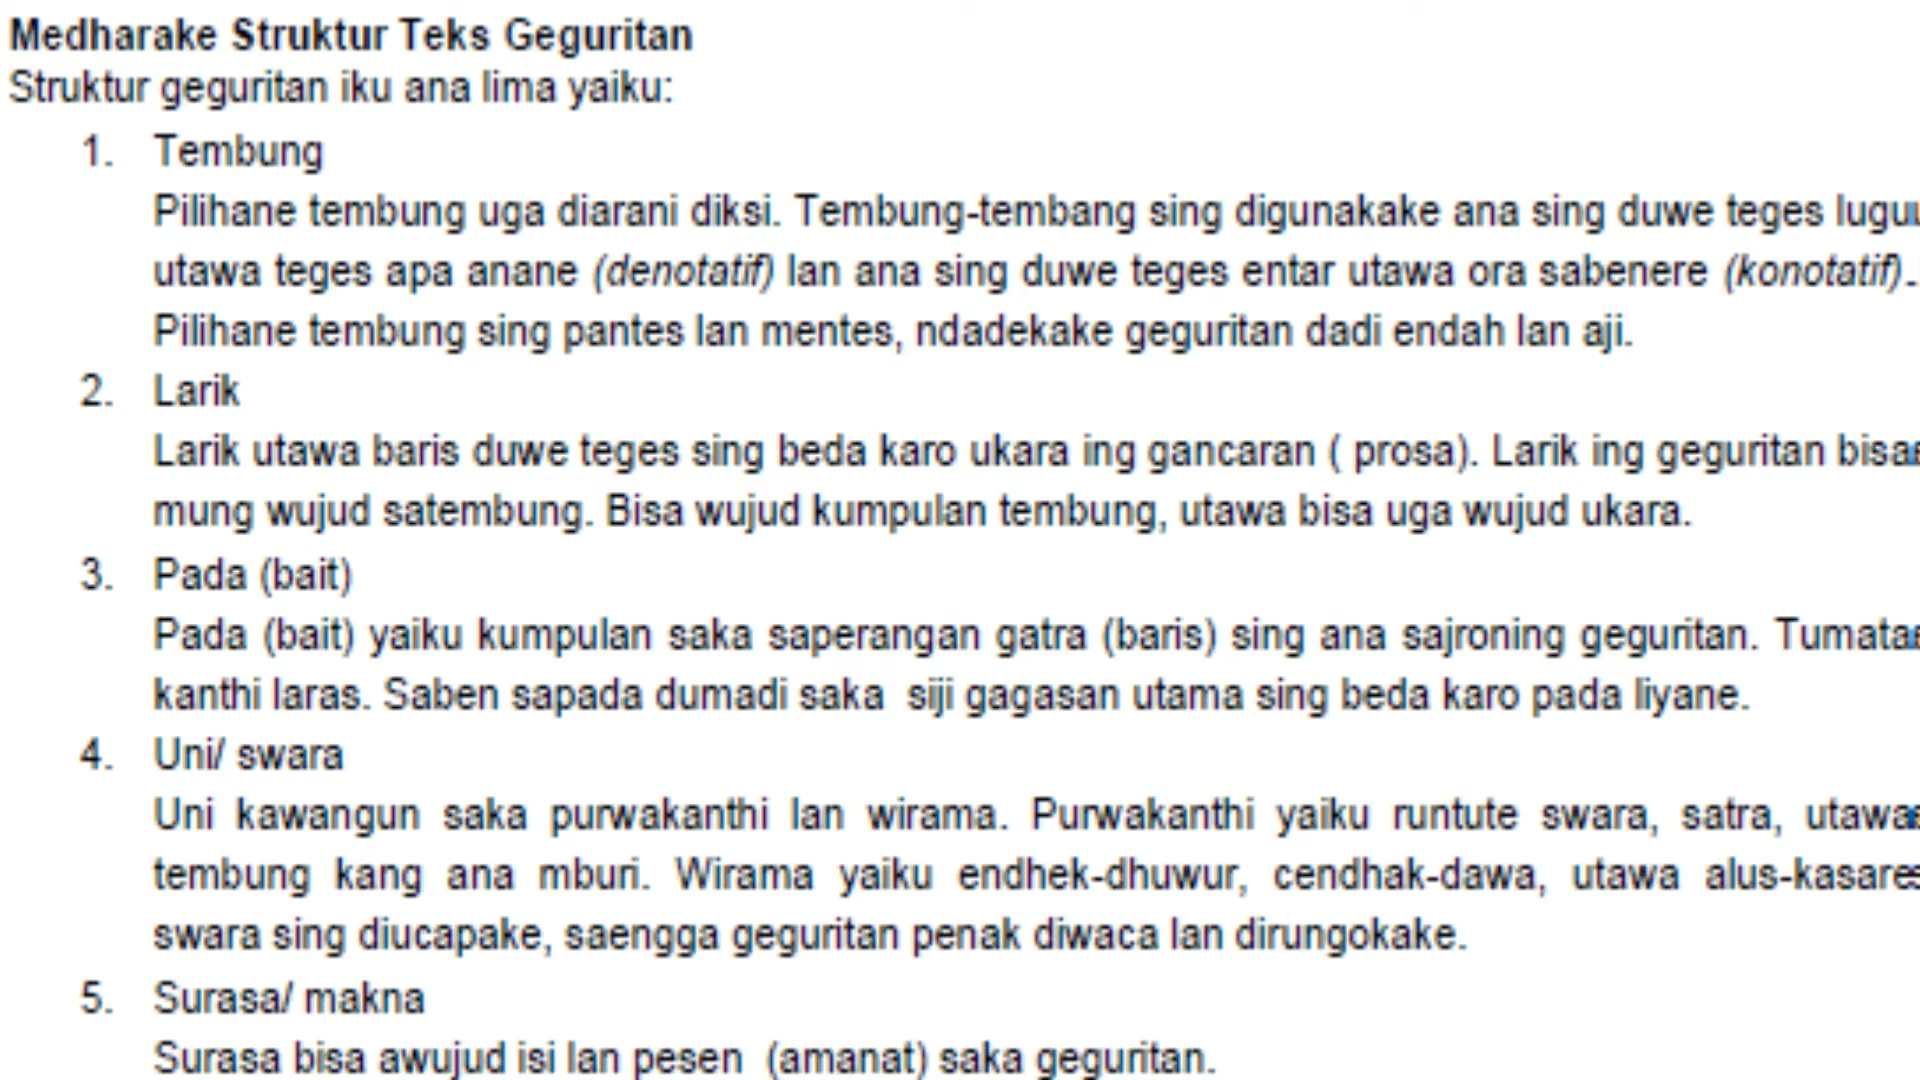 Medharake Struktur Teks Geguritan
Struktur geguritan iku ana lima yaiku:
1. Tembung
Pilihane tembung uga diarani diksi. Tembung-tembang sing digunakake ana sing duwe teges lugu
utawa teges apa anane (denotatif) lan ana sing duwe teges entar utawa ora sabenere (konotatif).
Pilihane tembung sing pantes lan mentes, ndadekake geguritan dadi endah lan aji.
2. Larik
Larik utawa baris duwe teges sing beda karo ukara ing gancaran ( prosa). Larik ing geguritan bisa
mung wujud satembung. Bisa wujud kumpulan tembung, utawa bisa uga wujud ukara.
3. Pada (bait)
Pada (bait) yaiku kumpulan saka saperangan gatra (baris) sing ana sajroning geguritan. Tumata
kanthi laras. Saben sapada dumadi saka siji gagasan utama sing beda karo pada liyane.
4. Uni/ swara
Uni kawangun saka purwakanthi lan wirama. Purwakanthi yaiku runtute swara, satra, utawa
tembung kang ana mburi. Wirama yaiku endhek-dhuwur, cendhak-dawa, utawa alus-kasare
swara sing diucapake, saengga geguritan penak diwaca lan dirungokake.
5. Surasa/ makna
Surasa bisa awujud isi lan pesen (amanat) saka geguritan.